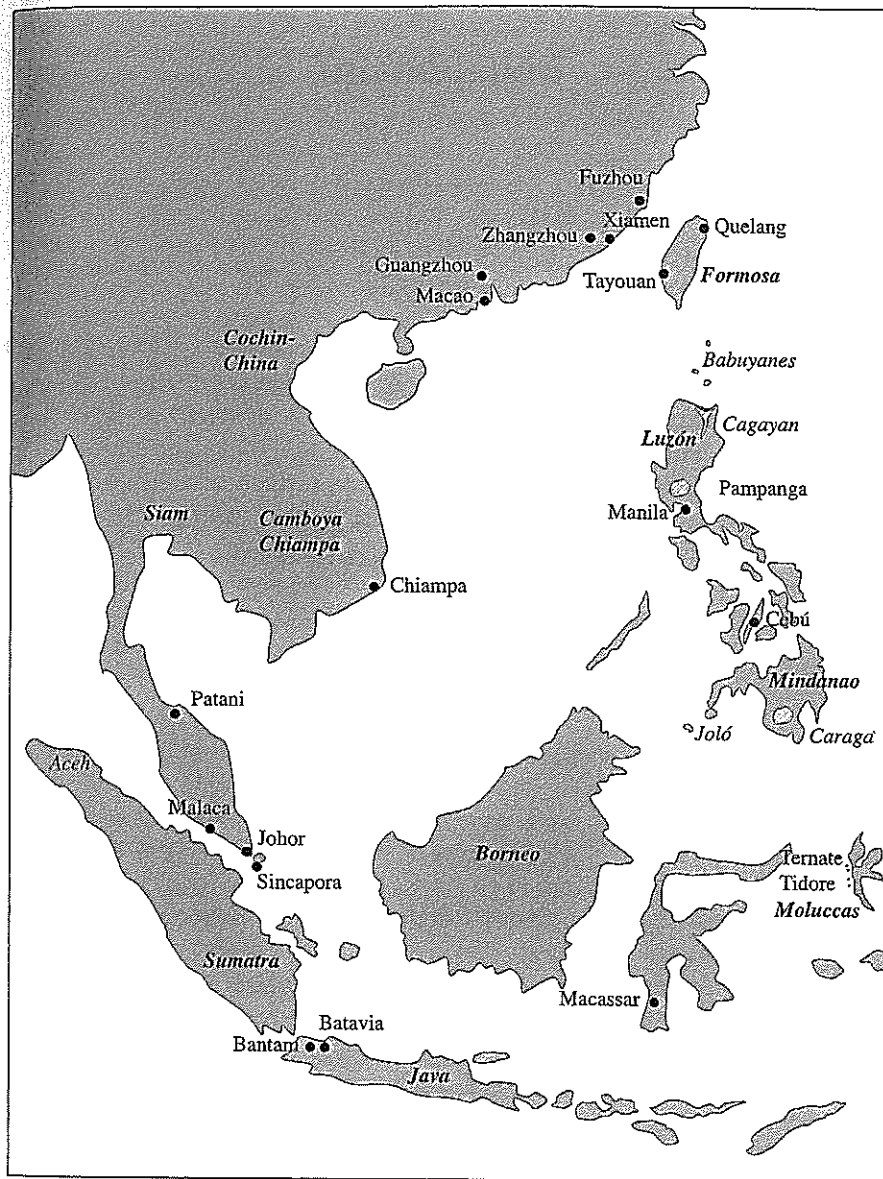 Fuzhou
Xiamen
Zhangzhou
Quelang
Guangzhou
Tayouan
Formosa
Macao
Cochin-
China
Babuyanes
Luzón
Cagayan
Siam
Camboya
Chiampa
Pampanga
Manila
Chiampa
Cebú
Patani
Mindanao
Joló
Caraga
Aceh
Malaca
Johor
Sincapora
Borneo
Ternate
Tidore
Moluccas
Sumatra
Macassar
Bantam
Batavia
Java